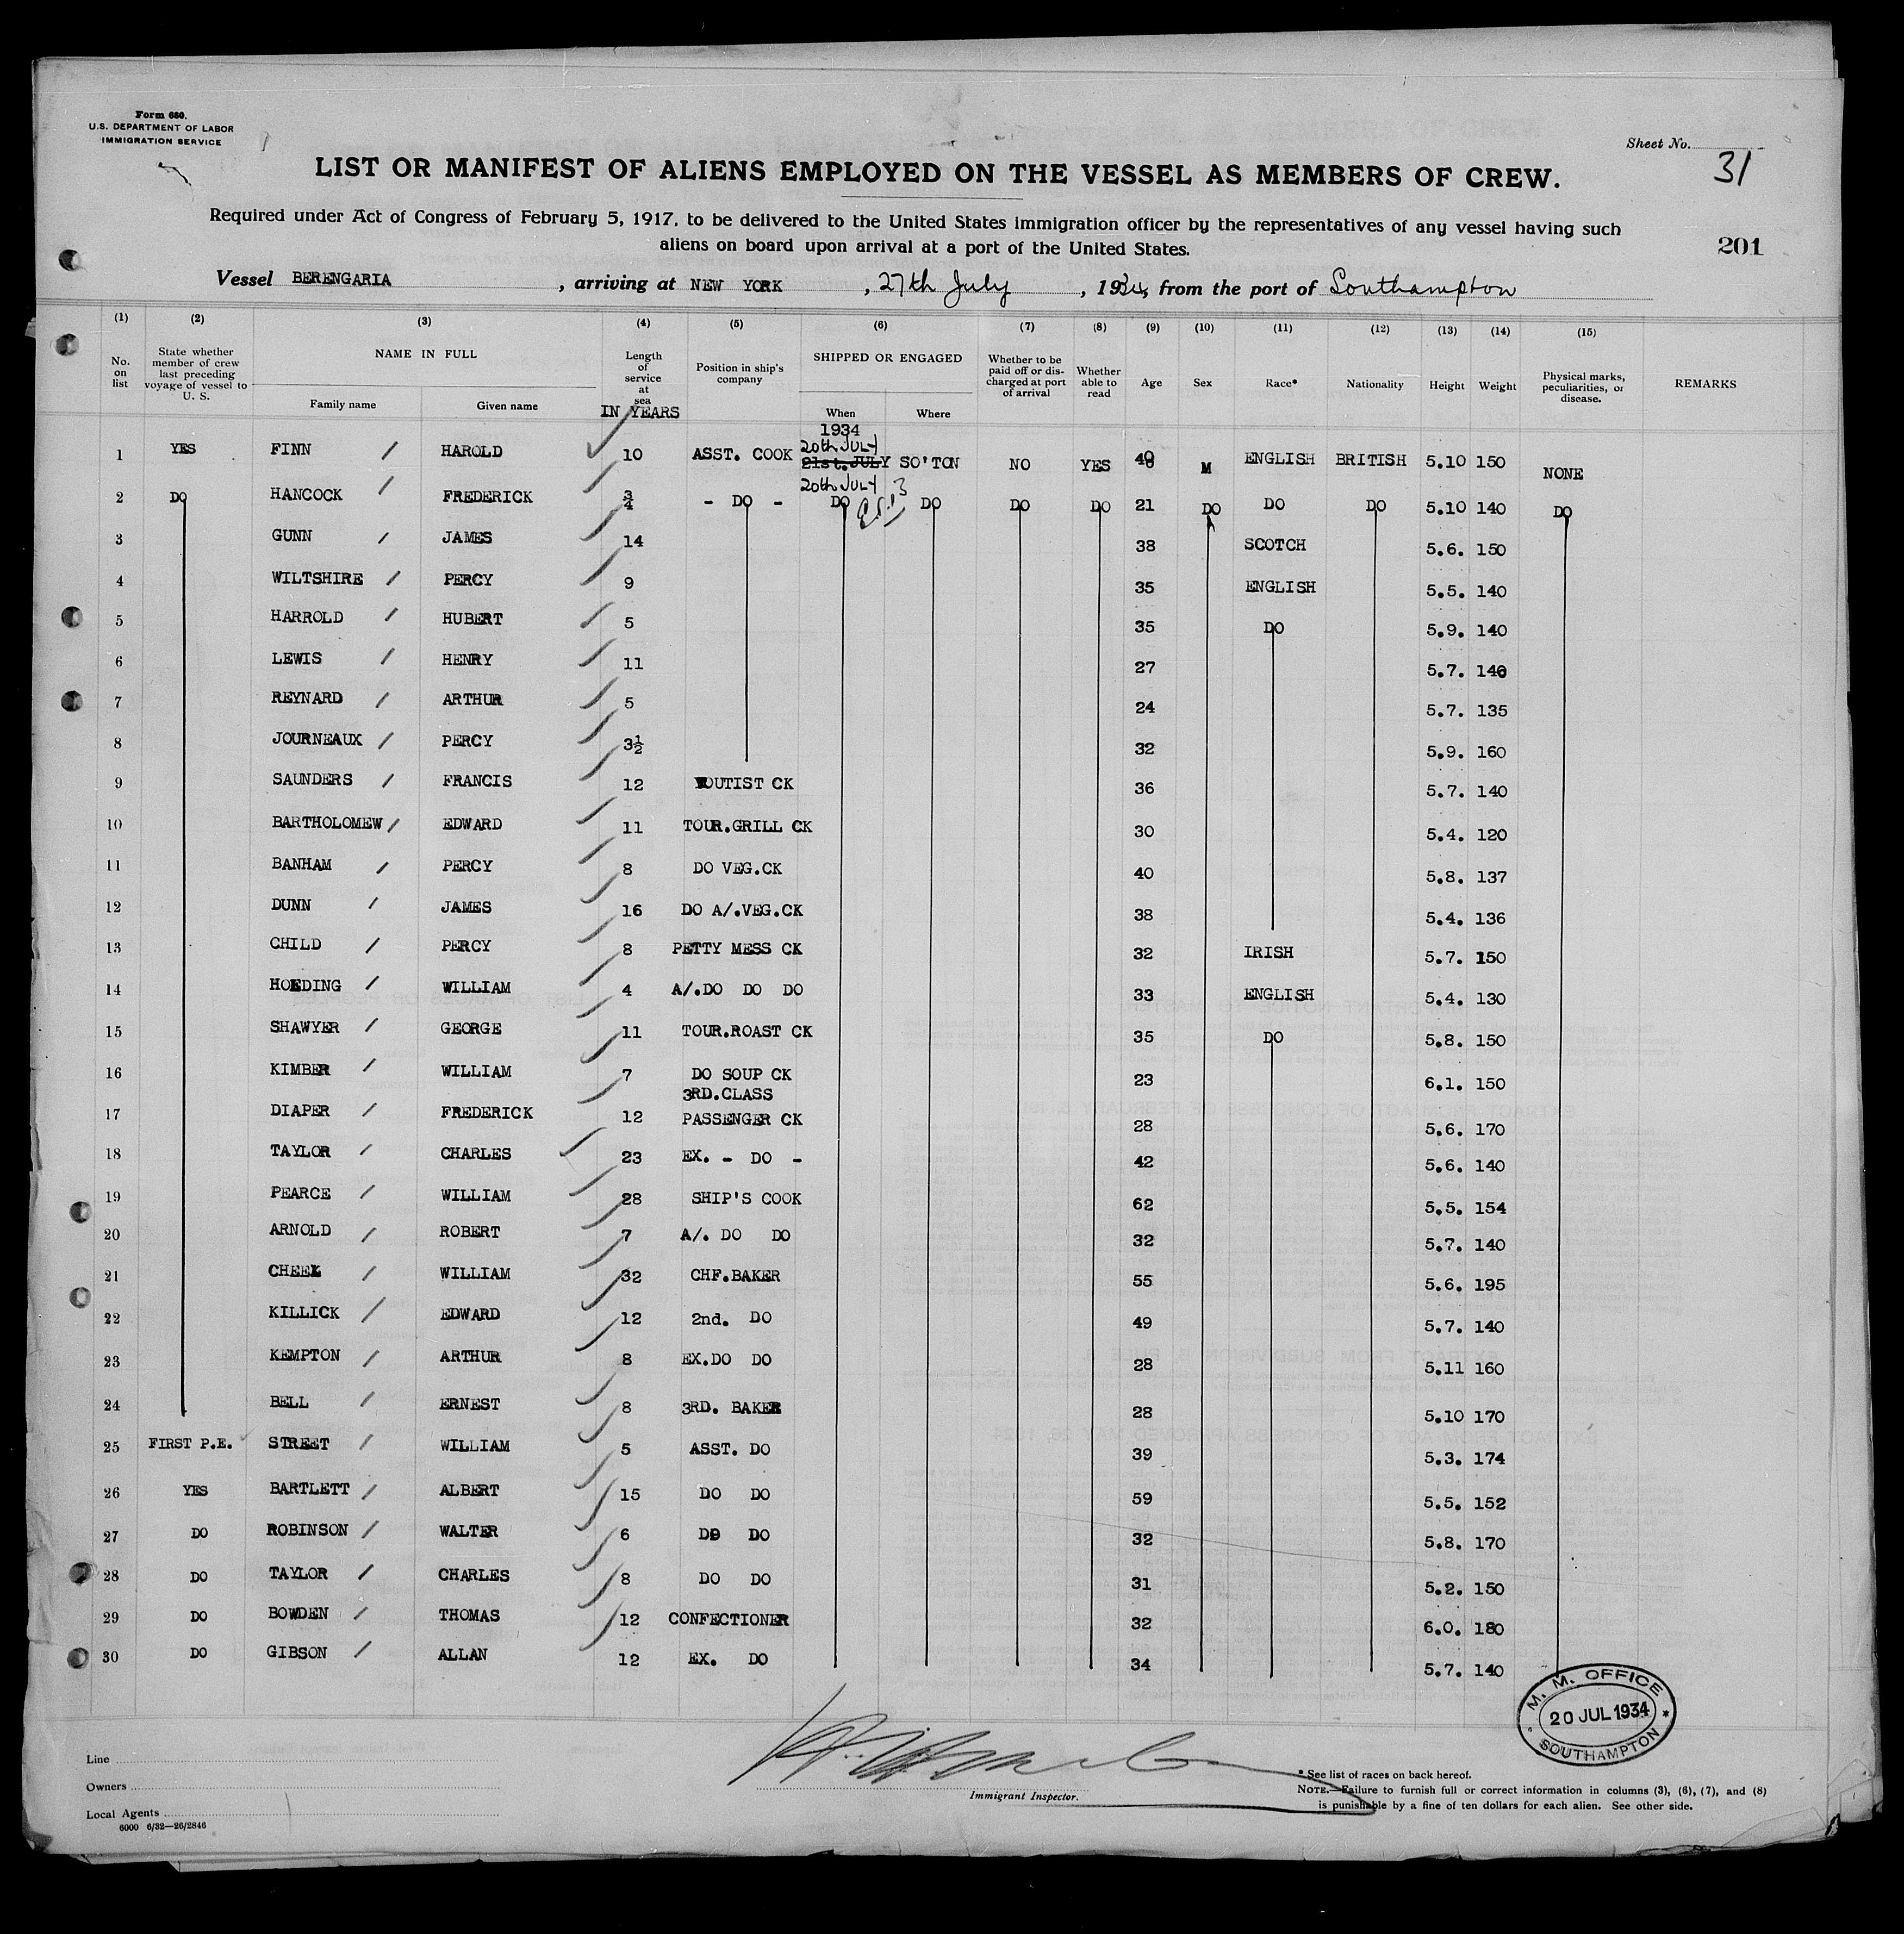 Form 680.
U.S. DEPARTMENT OF LABOR
IMMIGRATION SERVICE
Sheet No. 31
LIST OR MANIFEST OF ALIENS EMPLOYED ON THE VESSEL AS MEMBERS OF CREW.
Required under Act of Congress of February 5, 1917, to be delivered to the United States immigration officer by the representatives of any vessel having such
aliens on board upon arrival at a port of the United States.
201
Vessel BERENGARIA, arriving at NEW YORK, 27th July, 1934, from the port of Southampton
(1) (2) (3) (4) (5) (6) (7) (8) (9) (10) (11) (12) (13) (14) (15)
No. on list
State whether member of crew last preceding voyage of vessel to U. S.
NAME IN FULL
Family name
Given name
Length of service at sea
IN YEARS
Position in ship's company
SHIPPED OR ENGAGED
When
Where
Whether to be paid off or discharged at port of arrival
Whether able to read
Age
Sex
Race*
Nationality
Height
Weight
Physical marks, peculiarities, or disease.
REMARKS
1934
20th JULY
1 YES FINN HAROLD 10 ASST. COOK 21st.JULY SO'TON NO YES 40 M ENGLISH BRITISH 5.10 150 NONE
20th JULY
2 DO HANCOCK FREDERICK 3/4 - DO - DO DO DO DO 21 DO DO DO 5.10 140 DO
3 GUNN JAMES 14 38 SCOTCH 5.6. 150
4 WILTSHIRE PERCY 9 35 ENGLISH 5.5. 140
5 HARROLD HUBERT 5 35 DO 5.9. 140
6 LEWIS HENRY 11 27 5.7. 140
7 REYNARD ARTHUR 5 24 5.7. 135
8 JOURNEAUX PERCY 3½ 32 5.9. 160
9 SAUNDERS FRANCIS 12 TOUTIST CK 36 5.7. 140
10 BARTHOLOMEW EDWARD 11 TOUR.GRILL CK 30 5.4. 120
11 BANHAM PERCY 8 DO VEG.CK 40 5.8. 137
12 DUNN JAMES 16 DO A/.VEG.CK 38 5.4. 136
13 CHILD PERCY 8 PETTY MESS CK 32 IRISH 5.7. 150
14 HOEDING WILLIAM 4 A/.DO DO DO 33 ENGLISH 5.4. 130
15 SHAWYER GEORGE 11 TOUR.ROAST CK 35 DO 5.8. 150
16 KIMBER WILLIAM 7 DO SOUP CK 23 6.1. 150
3RD.CLASS
17 DIAPER FREDERICK 12 PASSENGER CK 28 5.6. 170
18 TAYLOR CHARLES 23 EX. - DO - 42 5.6. 140
19 PEARCE WILLIAM 28 SHIP'S COOK 62 5.5. 154
20 ARNOLD ROBERT 7 A/. DO DO 32 5.7. 140
21 CHEEL WILLIAM 32 CHF.BAKER 55 5.6. 195
22 KILLICK EDWARD 12 2nd. DO 49 5.7. 140
23 KEMPTON ARTHUR 8 EX.DO DO 28 5.11 160
24 BELL ERNEST 8 3RD. BAKER 28 5.10 170
25 FIRST P.E. STREET WILLIAM 5 ASST. DO 39 5.3. 174
26 YES BARTLETT ALBERT 15 DO DO 59 5.5. 152
27 DO ROBINSON WALTER 6 DO DO 32 5.8. 170
28 DO TAYLOR CHARLES 8 DO DO 31 5.2. 150
29 DO BOWDEN THOMAS 12 CONFECTIONER 32 6.0. 180
30 DO GIBSON ALLAN 12 EX. DO 34 5.7. 140
M. M. OFFICE
20 JUL 1934
SOUTHAMPTON
Line
Owners
Local Agents
6000 6/32—26/2846
Immigrant Inspector.
* See list of races on back hereof.
NOTE.—Failure to furnish full or correct information in columns (3), (6), (7), and (8)
is punishable by a fine of ten dollars for each alien. See other side.